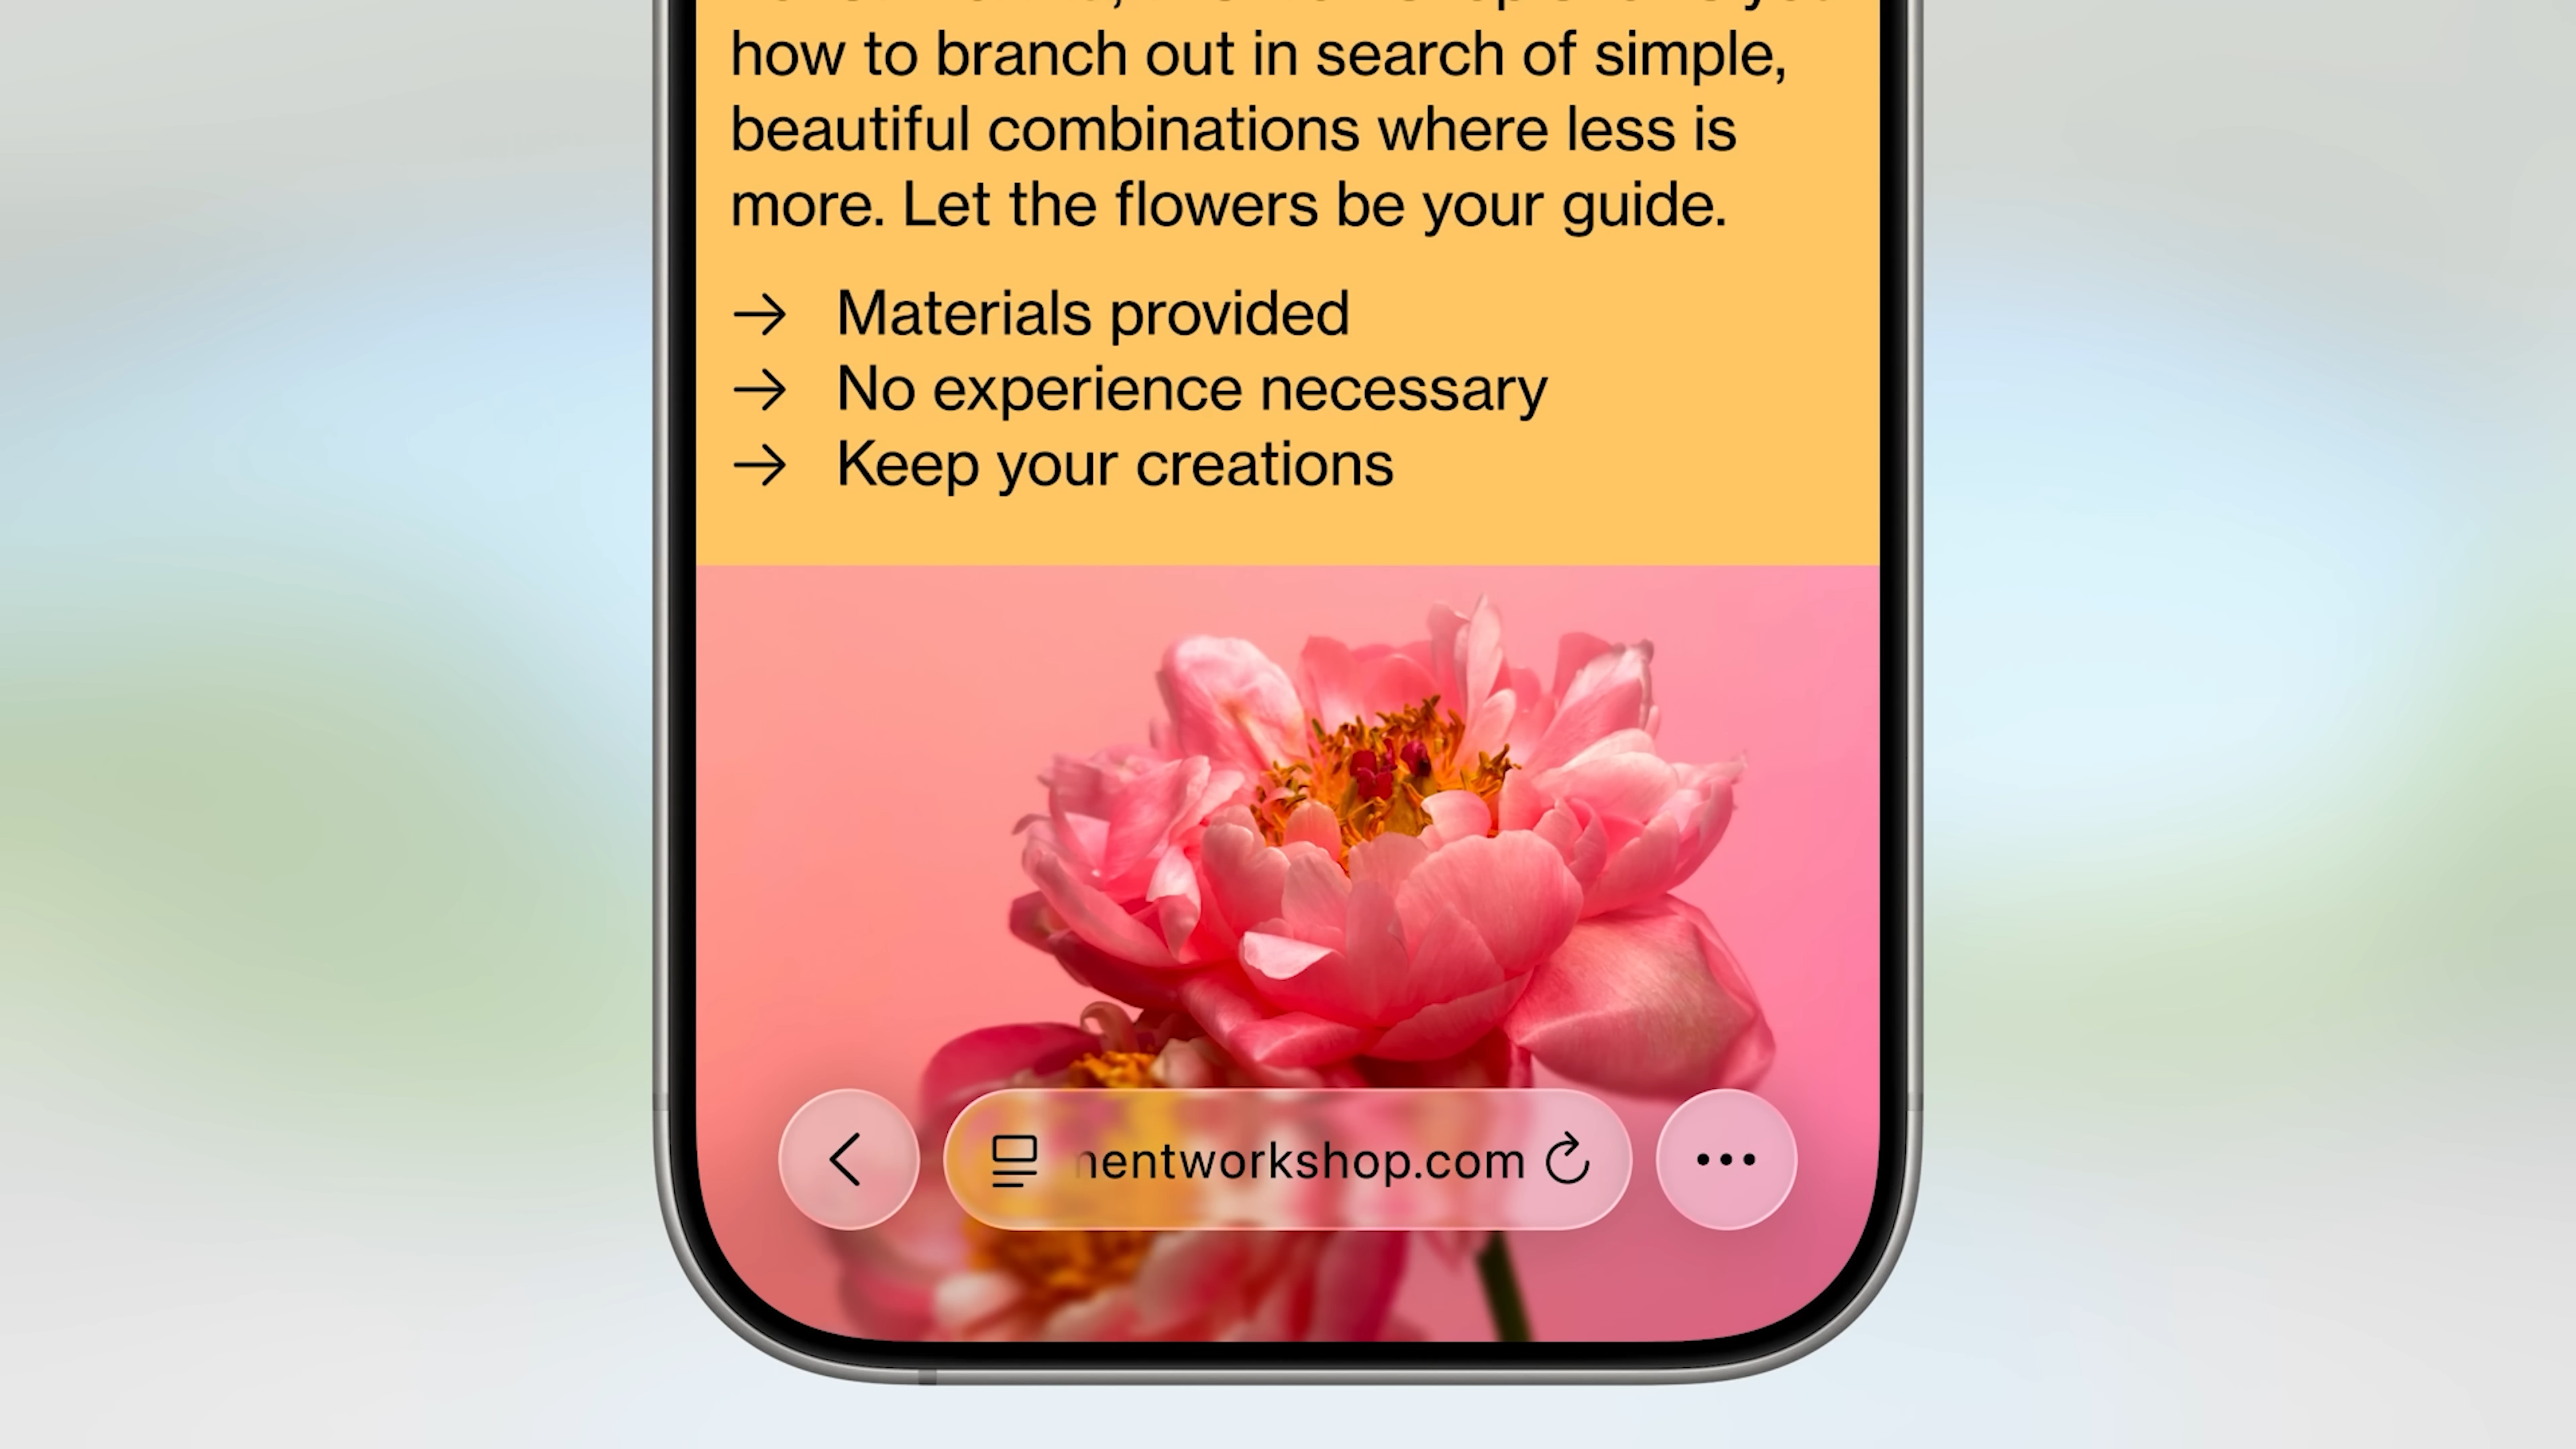 how to branch out in search of simple,
beautiful combinations where less is
more. Let the flowers be your guide.
→ Materials provided
→ No experience necessary
→ Keep your creations
nentworkshop.com